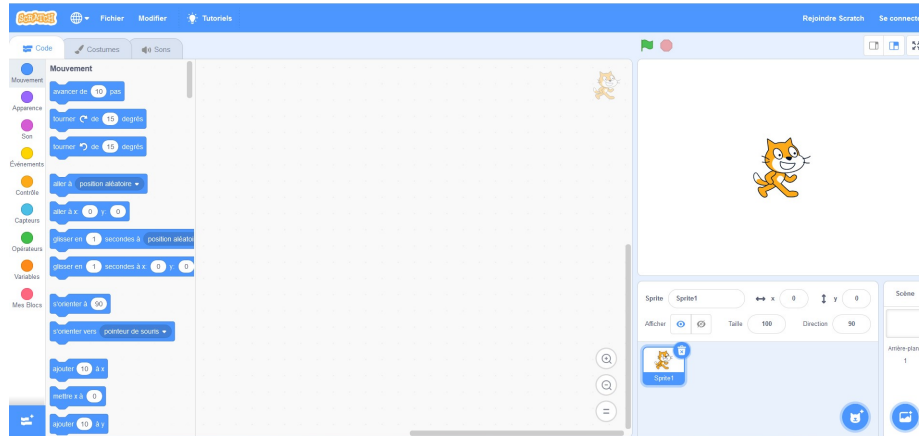 SCRATCH Fichier Modifier Tutoriels Rejoindre Scratch Se connecte
Code Costumes Sons
Mouvement
Apparence
Son
Événements
Contrôle
Capteurs
Opérateurs
Variables
Mes Blocs
Mouvement
avancer de 10 pas
tourner de 15 degrés
tourner de 15 degrés
aller à position aléatoire
aller à x: 0 y: 0
glisser en 1 secondes à position aléatoi
glisser en 1 secondes à x: 0 y: 0
s'orienter à 90
s'orienter vers pointeur de souris
ajouter 10 à x
mettre x à 0
ajouter 10 à y
Sprite Sprite1 x 0 y 0
Afficher Taille 100 Direction 90
Sprite1
Scène
Arrière-plan
1